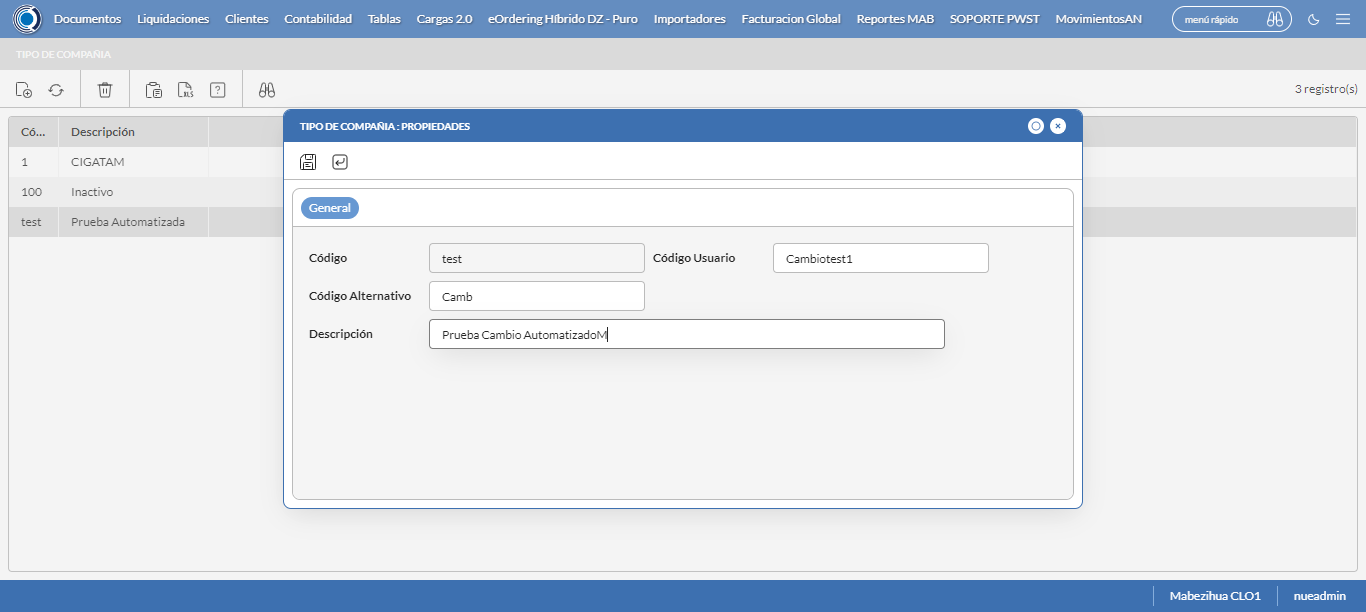 Documentos Liquidaciones Clientes Contabilidad Tablas Cargas 2.0 eOrdering Híbrido DZ - Puro Importadores Facturacion Global Reportes MAB SOPORTE PWST MovimientosAN menú rápido
TIPO DE COMPAÑIA
XLS ? 3 registro(s)
Có... Descripción
1 CIGATAM
100 Inactivo
test Prueba Automatizada
TIPO DE COMPAÑIA : PROPIEDADES
General
Código test Código Usuario Cambiotest1
Código Alternativo Camb
Descripción Prueba Cambio AutomatizadoM
Mabezihua CLO1 nueadmin